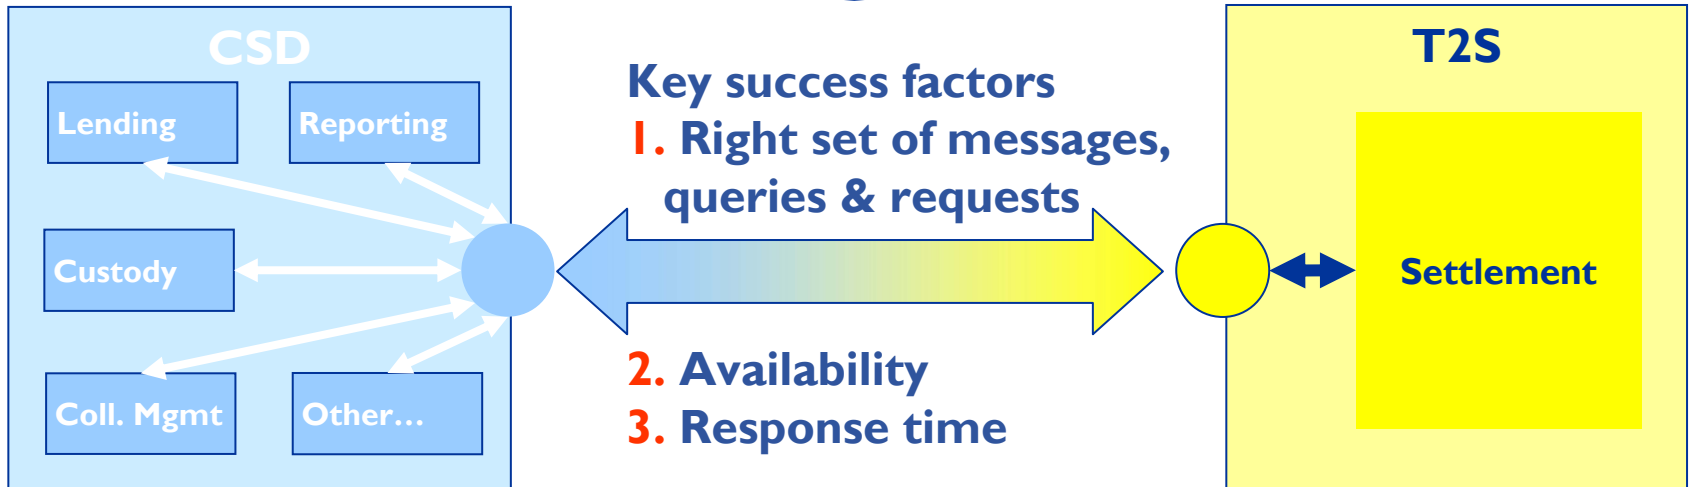 CSD
Lending
Reporting
Custody
Coll. Mgmt
Other…
Key success factors
1. Right set of messages,
queries & requests
2. Availability
3. Response time
T2S
Settlement